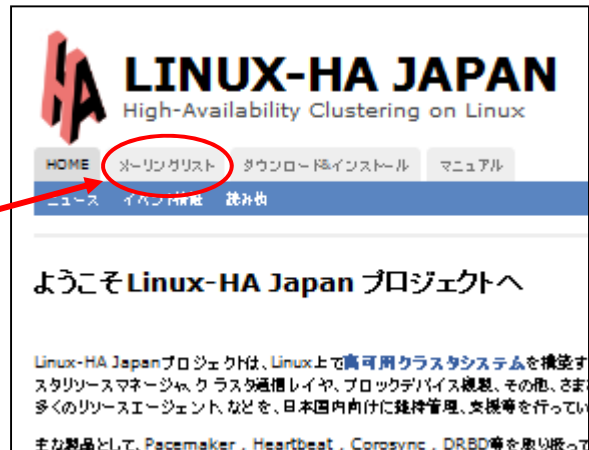 LINUX-HA JAPAN
High-Availability Clustering on Linux
HOME メーリングリスト ダウンロード&インストール マニュアル
ニュース イベント情報 読み物
ようこそLinux-HA Japan プロジェクトへ
Linux-HA Japanプロジェクトは、Linux上で高可用クラスタシステムを構築す
スタリソースマネージャ、クラスタ通信レイヤ、ブロックデバイス複製、その他、さま
多くのリソースエージェント、などを、日本国内向けに維持管理、支援等を行ってい
主な製品として、Pacemaker , Heartbeat , Corosync , DRBD等を取り扱って